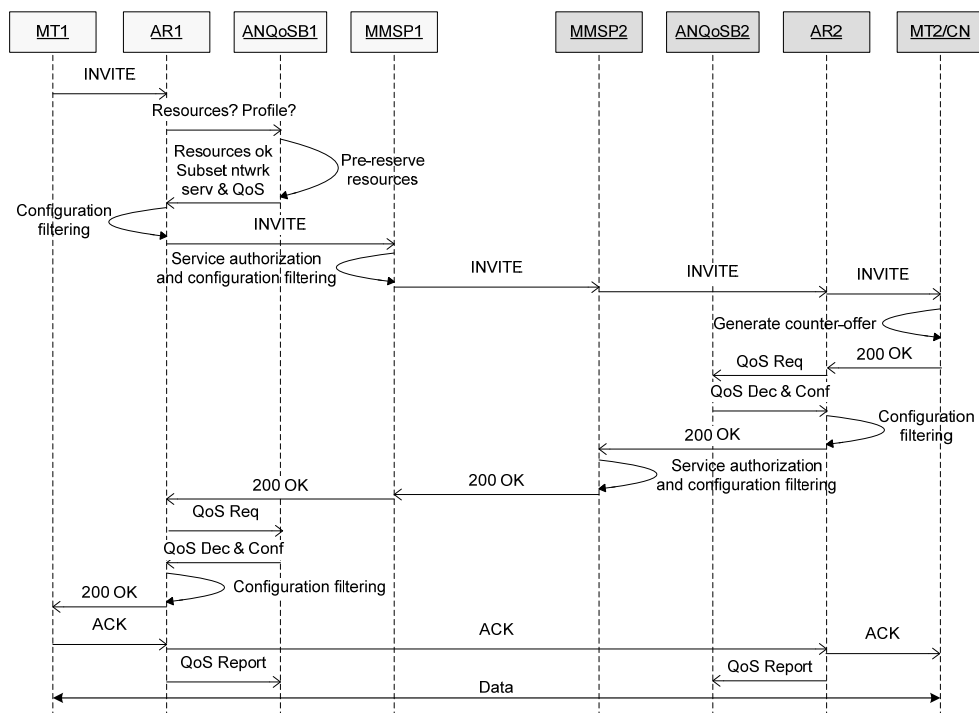 MT1
AR1
ANQoSB1
MMSP1
MMSP2
ANQoSB2
AR2
MT2/CN
INVITE
Resources? Profile?
Resources ok
Subset ntwrk
serv & QoS
Pre-reserve
resources
Configuration
filtering
INVITE
Service authorization
and configuration filtering
INVITE
INVITE
INVITE
Generate counter-offer
200 OK
QoS Req
QoS Dec & Conf
Configuration
filtering
200 OK
Service authorization
and configuration filtering
200 OK
200 OK
QoS Req
QoS Dec & Conf
Configuration filtering
200 OK
ACK
ACK
ACK
QoS Report
QoS Report
Data